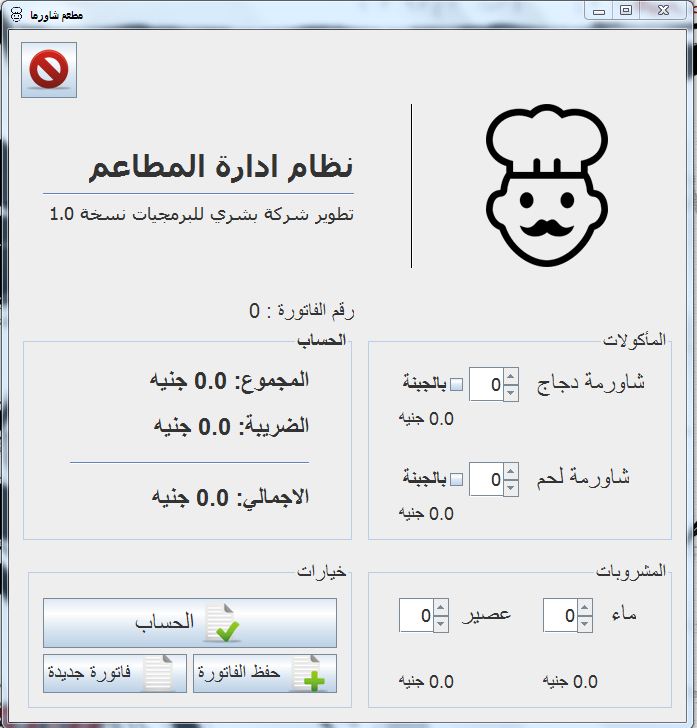 مطعم شاورما
نظام ادارة المطاعم
تطوير شركة بشري للبرمجيات نسخة 1.0
رقم الفاتورة : 0
المأكولات
شاورمة دجاج 0 بالجبنة
0.0 جنيه
شاورمة لحم 0 بالجبنة
0.0 جنيه
الحساب
المجموع: 0.0 جنيه
الضريبة: 0.0 جنيه
الاجمالي: 0.0 جنيه
المشروبات
ماء 0 عصير 0
0.0 جنيه 0.0 جنيه
خيارات
الحساب
حفظ الفاتورة فاتورة جديدة